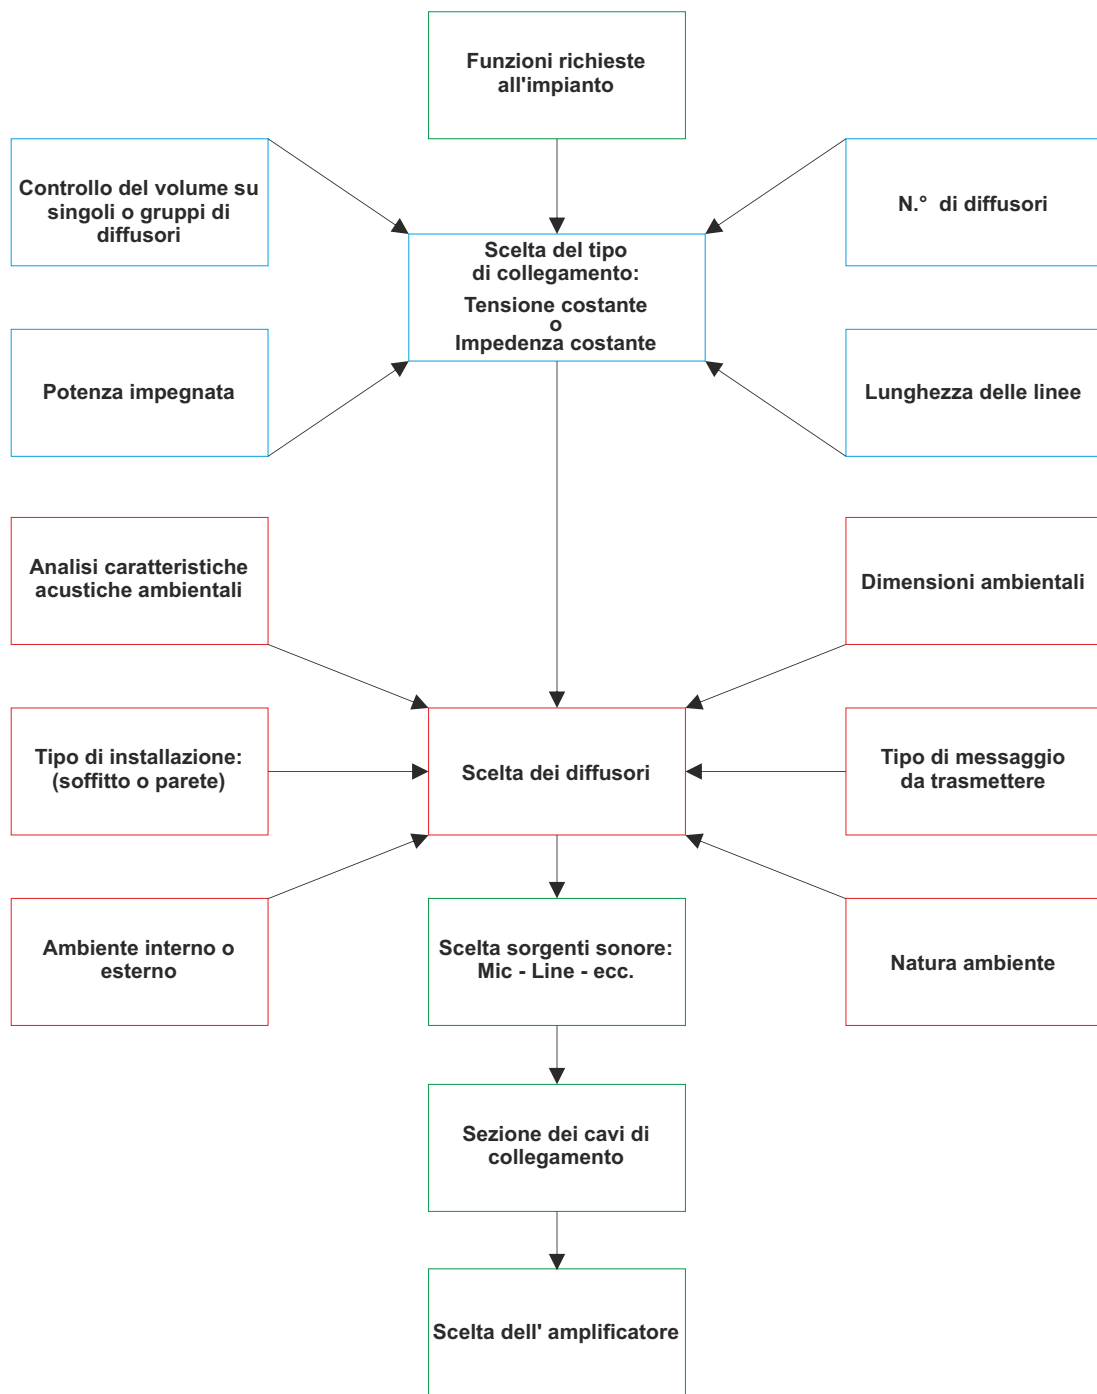 Funzioni richieste
all'impianto
Controllo del volume su
singoli o gruppi di
diffusori
N.° di diffusori
Scelta del tipo
di collegamento:
Tensione costante
o
Impedenza costante
Potenza impegnata
Lunghezza delle linee
Analisi caratteristiche
acustiche ambientali
Dimensioni ambientali
Tipo di installazione:
(soffitto o parete)
Scelta dei diffusori
Tipo di messaggio
da trasmettere
Ambiente interno o
esterno
Scelta sorgenti sonore:
Mic - Line - ecc.
Natura ambiente
Sezione dei cavi di
collegamento
Scelta dell' amplificatore